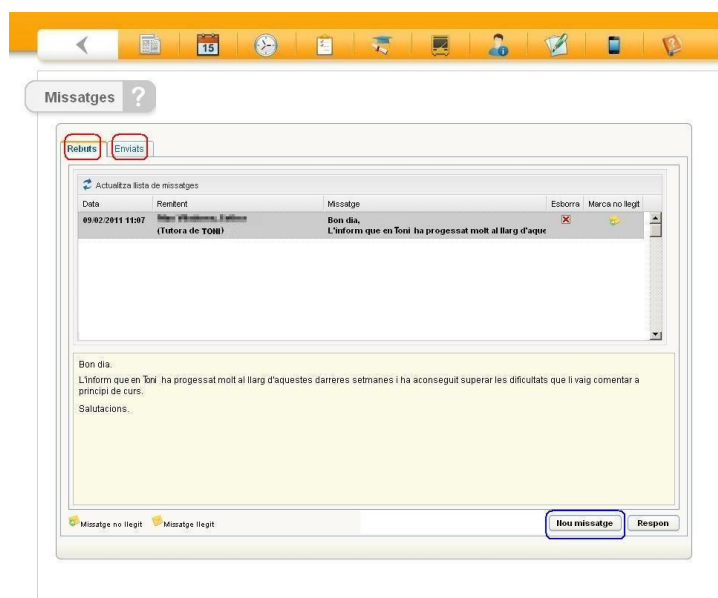 15
Missatges ?
Rebuts Enviats
Actualitza llista de missatges
Data Remitent Missatge Esborra Marca no llegit
09/02/2011 11:07
(Tutora de TONI)
Bon dia,
L'inform que en Toni ha progessat molt al llarg d'aque
Bon dia.
L'inform que en Toni ha progessat molt al llarg d'aquestes darreres setmanes i ha aconseguit superar les dificultats que li vaig comentar a
principi de curs.
Salutacions.
Missatge no llegit Missatge llegit
Nou missatge Respon